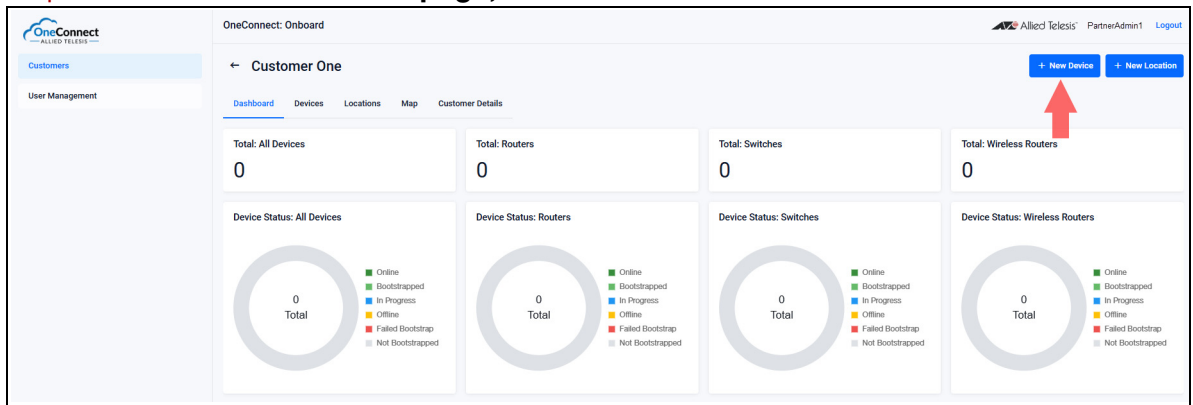 page,
OneConnect
ALLIED TELESIS
OneConnect: Onboard
Allied Telesis
PartnerAdmin1
Logout
Customers
User Management
← Customer One
+ New Device
+ New Location
Dashboard Devices Locations Map Customer Details
Total: All Devices
0
Total: Routers
0
Total: Switches
0
Total: Wireless Routers
0
Device Status: All Devices
0
Total
Online
Bootstrapped
In Progress
Offline
Failed Bootstrap
Not Bootstrapped
Device Status: Routers
0
Total
Online
Bootstrapped
In Progress
Offline
Failed Bootstrap
Not Bootstrapped
Device Status: Switches
0
Total
Online
Bootstrapped
In Progress
Offline
Failed Bootstrap
Not Bootstrapped
Device Status: Wireless Routers
0
Total
Online
Bootstrapped
In Progress
Offline
Failed Bootstrap
Not Bootstrapped